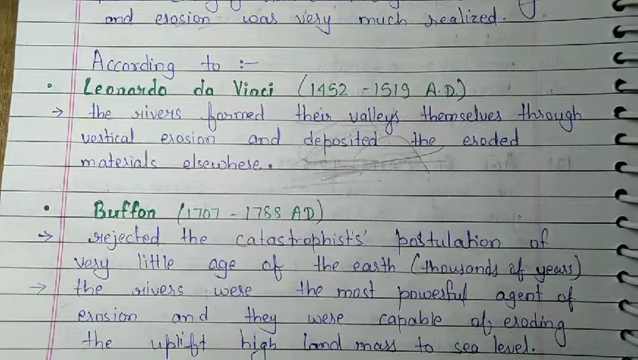 and erosion was very much realized.
According to :-
• Leonardo da Vinci (1452 - 1519 A.D.)
→ the rivers formed their valleys themselves through
vertical erosion and deposited the eroded
materials elsewhere.
• Buffon (1707 - 1788 AD)
→ rejected the catastrophists' postulation of
very little age of the earth (thousands of years)
→ the rivers were the most powerful agent of
erosion and they were capable of eroding
the uplift high land mass to sea level.